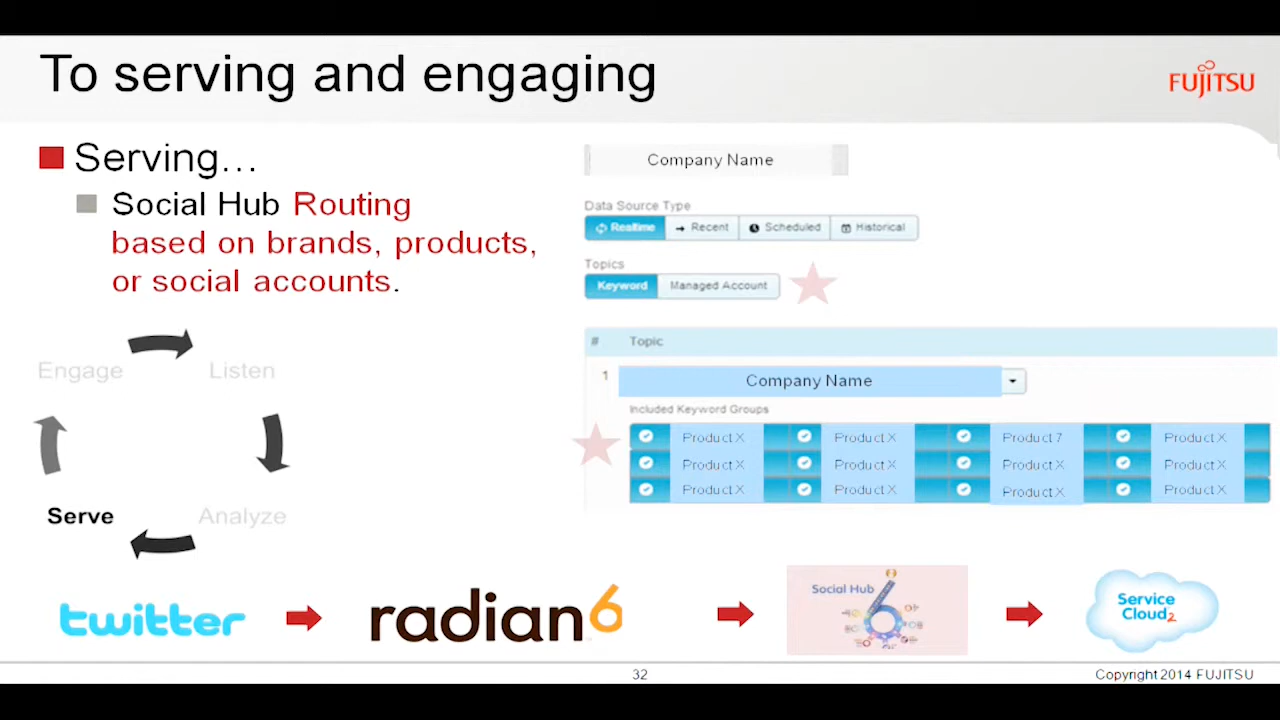 To serving and engaging
FUJITSU
Serving…
Social Hub Routing
based on brands, products,
or social accounts.
Engage
Listen
Serve
Analyze
Company Name
Data Source Type
Realtime
Recent
Scheduled
Historical
Topics
Keyword
Managed Account
# Topic
1
Company Name
Included Keyword Groups
Product X Product X Product 7 Product X
Product X Product X Product X Product X
Product X Product X Product X Product X
twitter
radian6
Social Hub
6
Service
Cloud2
32
Copyright 2014 FUJITSU